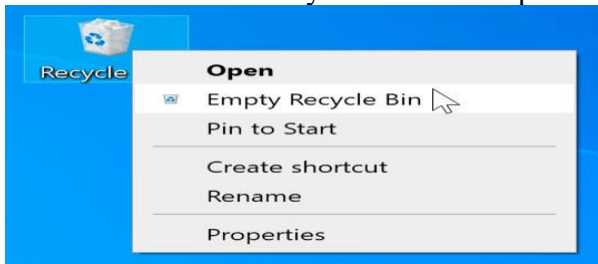 Recycle
Open
Empty Recycle Bin
Pin to Start
Create shortcut
Rename
Properties